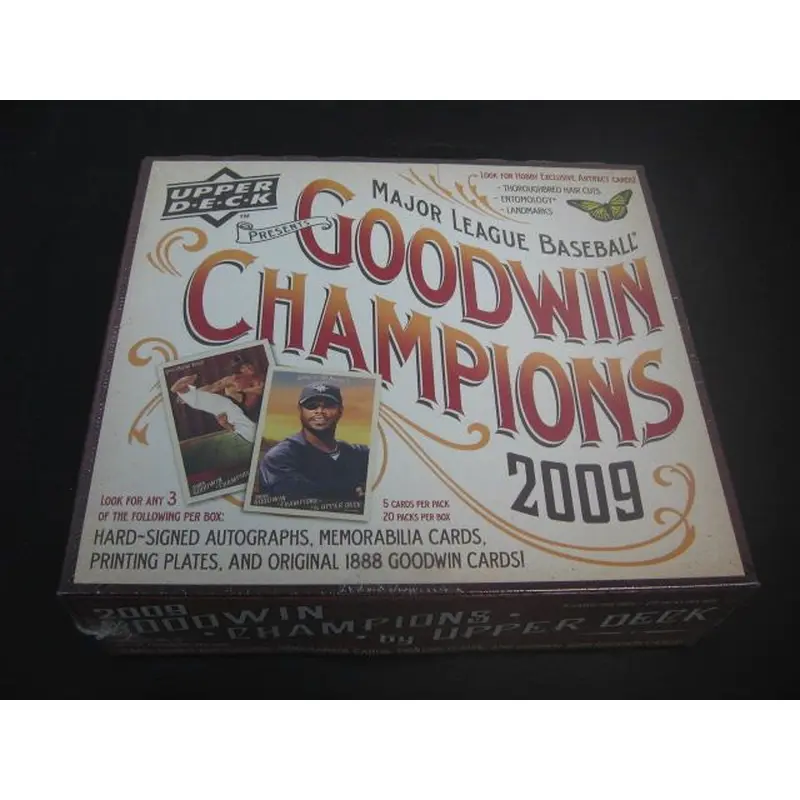 UPPER
D·E·C·K
TM
PRESENTS
LOOK FOR HOBBY EXCLUSIVE ARTIFACT CARDS!
- THOROUGHBRED HAIR CUTS
- ENTOMOLOGY*
- LANDMARKS
MAJOR LEAGUE BASEBALL
GOODWIN
CHAMPIONS
2009
LOOK FOR ANY 3
OF THE FOLLOWING PER BOX:
5 CARDS PER PACK
20 PACKS PER BOX
HARD-SIGNED AUTOGRAPHS, MEMORABILIA CARDS,
PRINTING PLATES, AND ORIGINAL 1888 GOODWIN CARDS!
2009
GOODWIN
·CHAMPIONS·
·by UPPER DECK